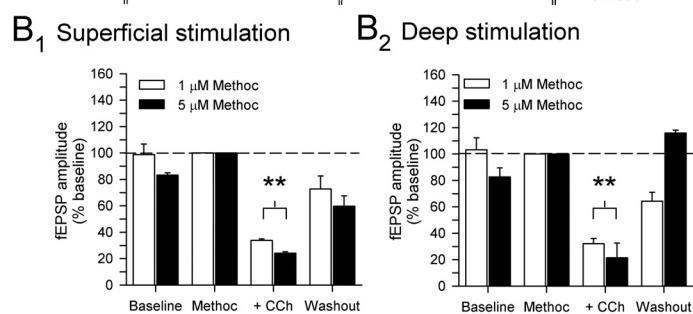 B1 Superficial stimulation
160
140
120
100
80
60
40
20
0
fEPSP amplitude
(% baseline)
1 μM Methoc
5 μM Methoc
**
Baseline Methoc + CCh Washout
B2 Deep stimulation
160
140
120
100
80
60
40
20
0
fEPSP amplitude
(% baseline)
1 μM Methoc
5 μM Methoc
**
Baseline Methoc + CCh Washout